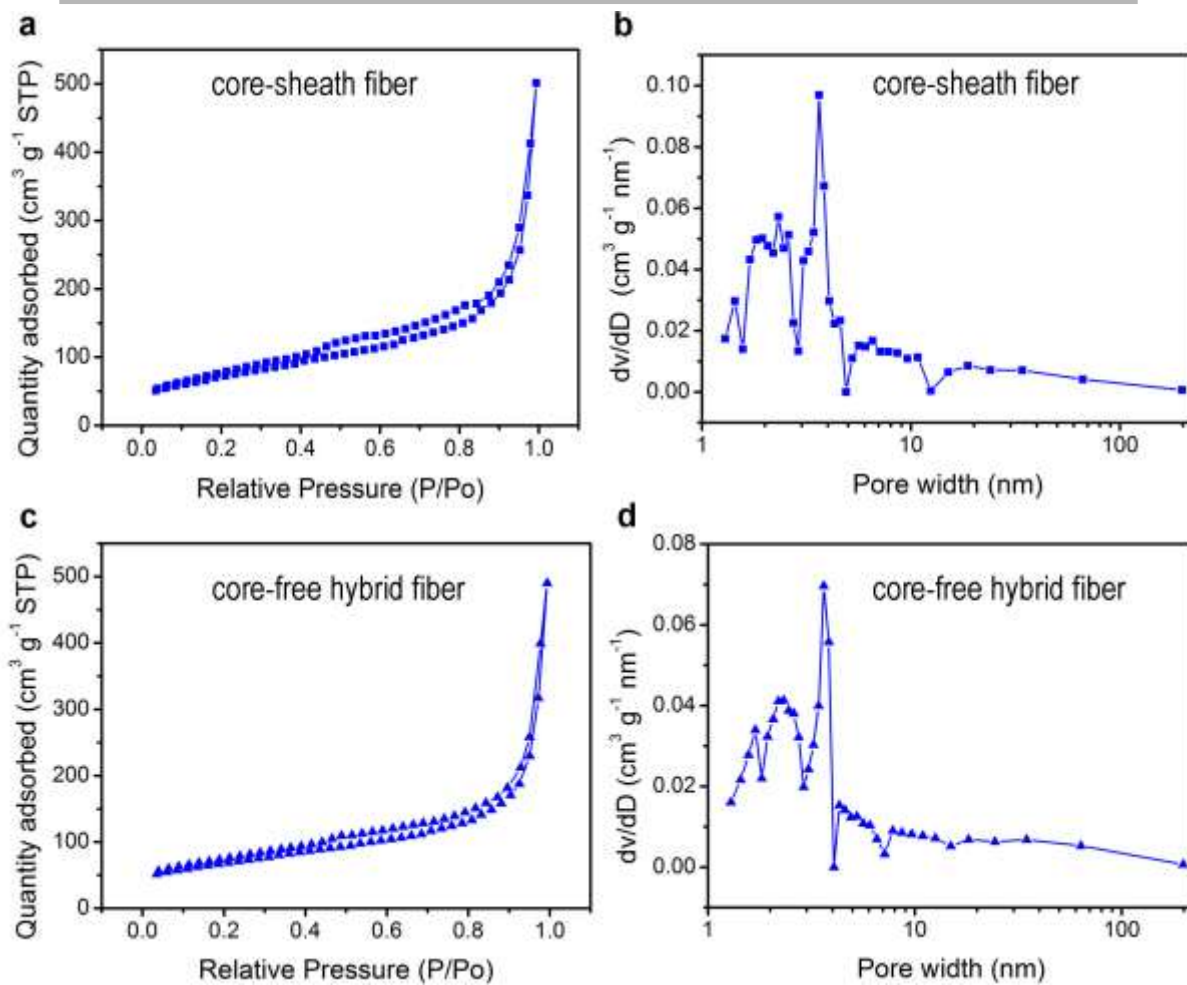 a
core-sheath fiber
Quantity adsorbed (cm³ g⁻¹ STP)
500
400
300
200
100
0
0.0 0.2 0.4 0.6 0.8 1.0
Relative Pressure (P/Po)
b
core-sheath fiber
dv/dD (cm³ g⁻¹ nm⁻¹)
0.10
0.08
0.06
0.04
0.02
0.00
1 10 100
Pore width (nm)
c
core-free hybrid fiber
Quantity adsorbed (cm³ g⁻¹ STP)
500
400
300
200
100
0
0.0 0.2 0.4 0.6 0.8 1.0
Relative Pressure (P/Po)
d
core-free hybrid fiber
dv/dD (cm³ g⁻¹ nm⁻¹)
0.08
0.06
0.04
0.02
0.00
1 10 100
Pore width (nm)